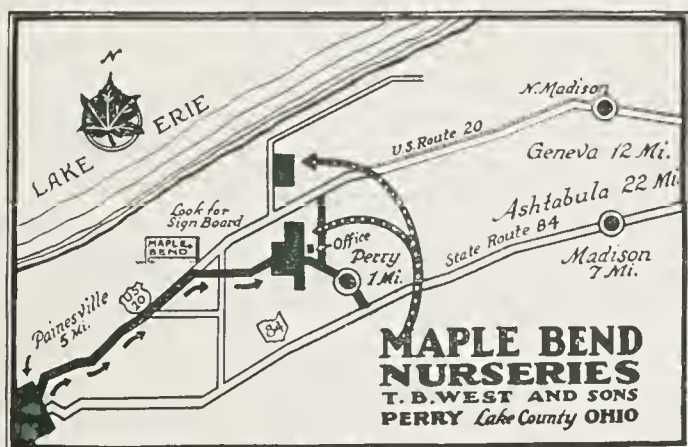 N
LAKE ERIE
N. Madison
U.S. Route 20
Geneva 12 Mi.
Ashtabula 22 Mi.
Look for
Sign Board
MAPLE
BEND
Office
Perry
1 Mi.
State Route 84
Madison
7 Mi.
U.S.
20
Painesville
5 Mi.
84
MAPLE BEND
NURSERIES
T. B. WEST AND SONS
PERRY Lake County OHIO